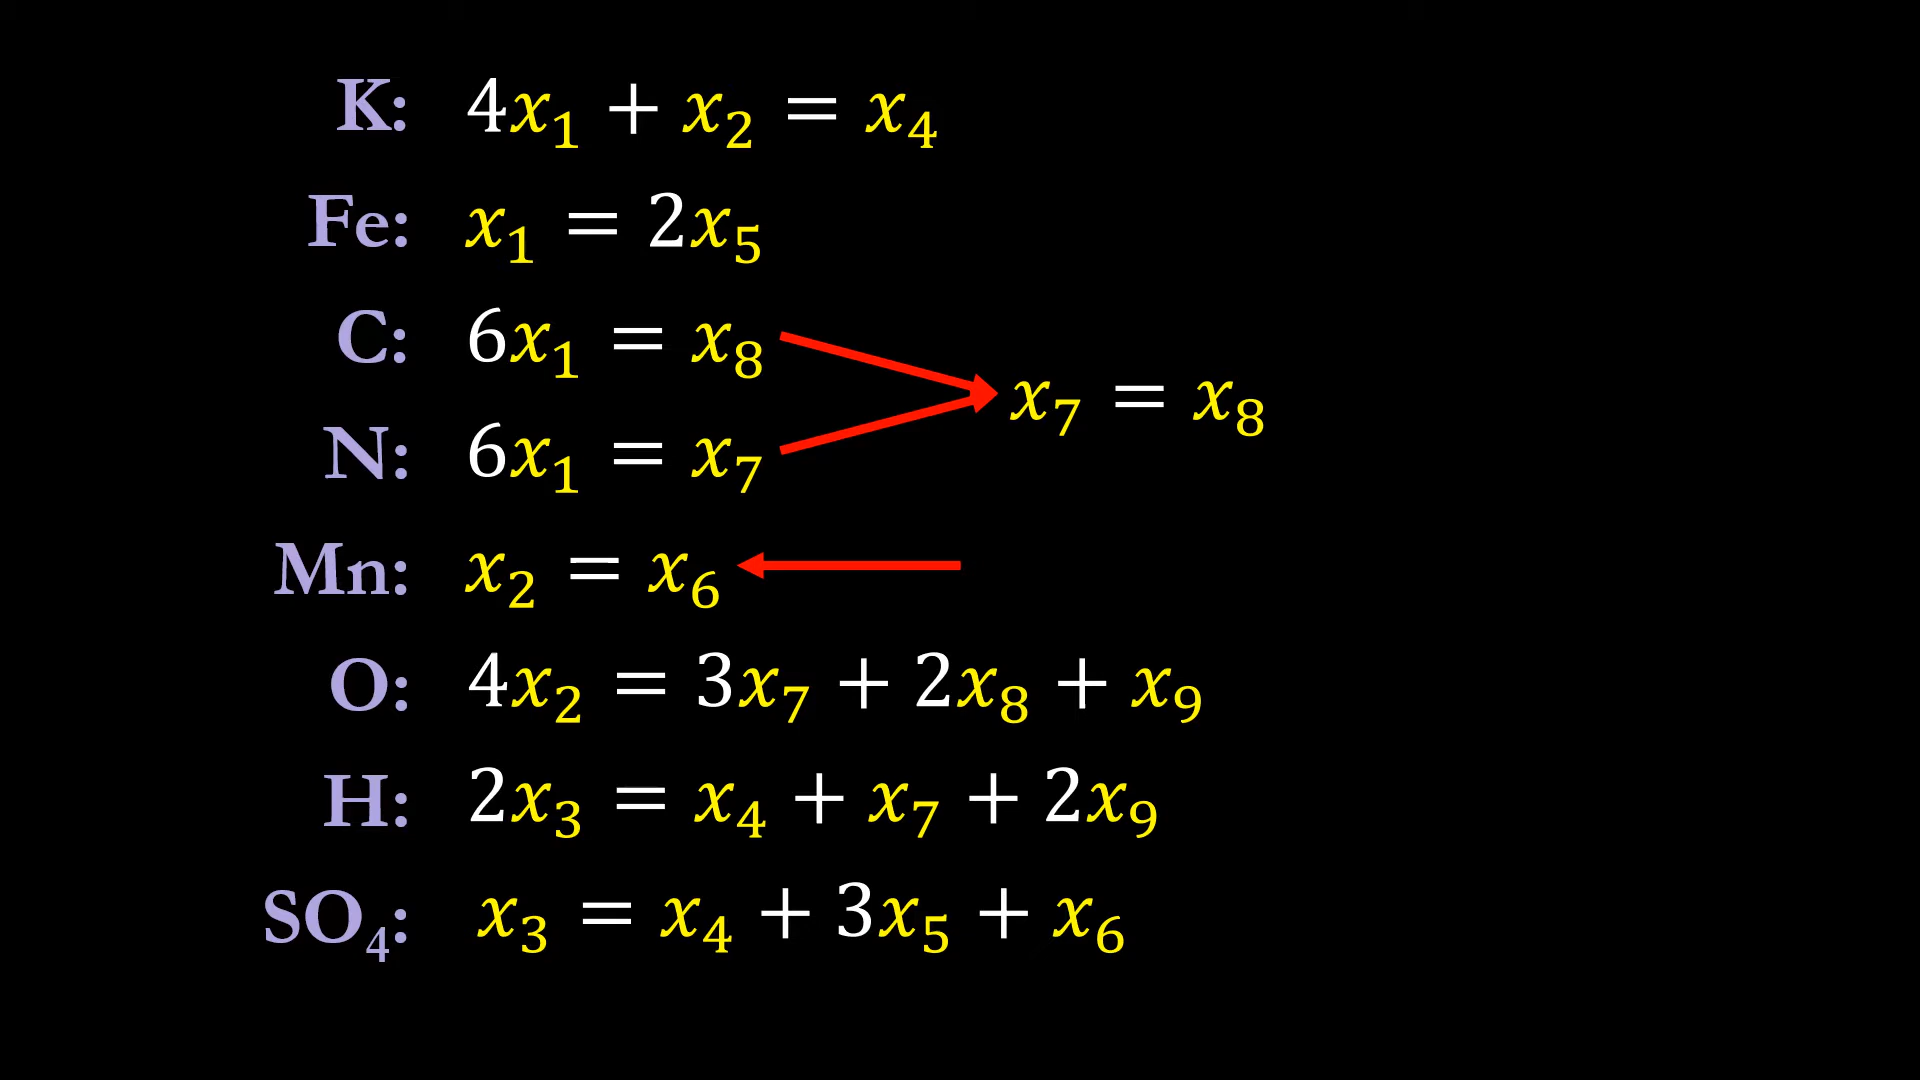 K: 4x₁ + x₂ = x₄
Fe: x₁ = 2x₅
C: 6x₁ = x₈
x₇ = x₈
N: 6x₁ = x₇
Mn: x₂ = x₆
O: 4x₂ = 3x₇ + 2x₈ + x₉
H: 2x₃ = x₄ + x₇ + 2x₉
SO₄: x₃ = x₄ + 3x₅ + x₆